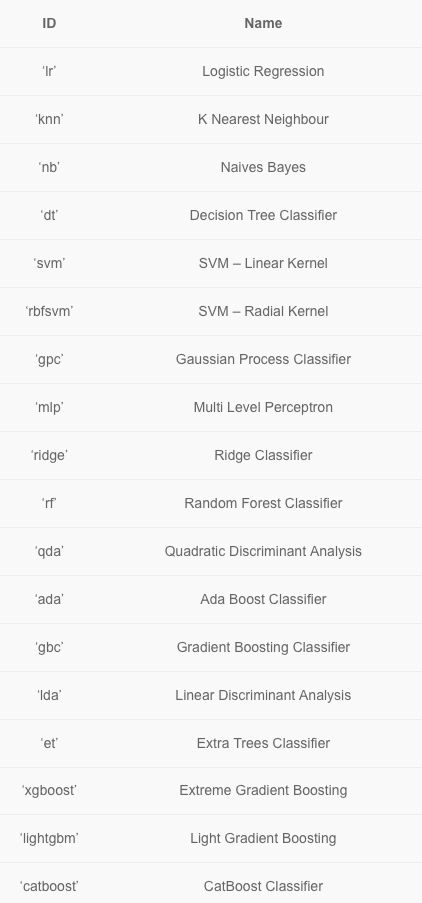 ID Name
‘lr’ Logistic Regression
‘knn’ K Nearest Neighbour
‘nb’ Naives Bayes
‘dt’ Decision Tree Classifier
‘svm’ SVM – Linear Kernel
‘rbfsvm’ SVM – Radial Kernel
‘gpc’ Gaussian Process Classifier
‘mlp’ Multi Level Perceptron
‘ridge’ Ridge Classifier
‘rf’ Random Forest Classifier
‘qda’ Quadratic Discriminant Analysis
‘ada’ Ada Boost Classifier
‘gbc’ Gradient Boosting Classifier
‘lda’ Linear Discriminant Analysis
‘et’ Extra Trees Classifier
‘xgboost’ Extreme Gradient Boosting
‘lightgbm’ Light Gradient Boosting
‘catboost’ CatBoost Classifier